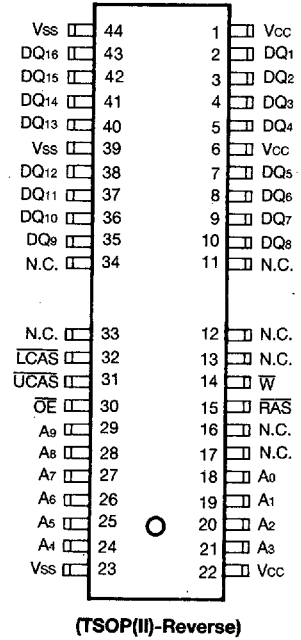 Vss 44 1 Vcc
DQ16 43 2 DQ1
DQ15 42 3 DQ2
DQ14 41 4 DQ3
DQ13 40 5 DQ4
Vss 39 6 Vcc
DQ12 38 7 DQ5
DQ11 37 8 DQ6
DQ10 36 9 DQ7
DQ9 35 10 DQ8
N.C. 34 11 N.C.
N.C. 33 12 N.C.
L̅C̅A̅S̅ 32 13 N.C.
U̅C̅A̅S̅ 31 14 W̅
O̅E̅ 30 15 R̅A̅S̅
A9 29 16 N.C.
A8 28 17 N.C.
A7 27 18 A0
A6 26 19 A1
A5 25 20 A2
A4 24 21 A3
Vss 23 22 Vcc
(TSOP(II)-Reverse)